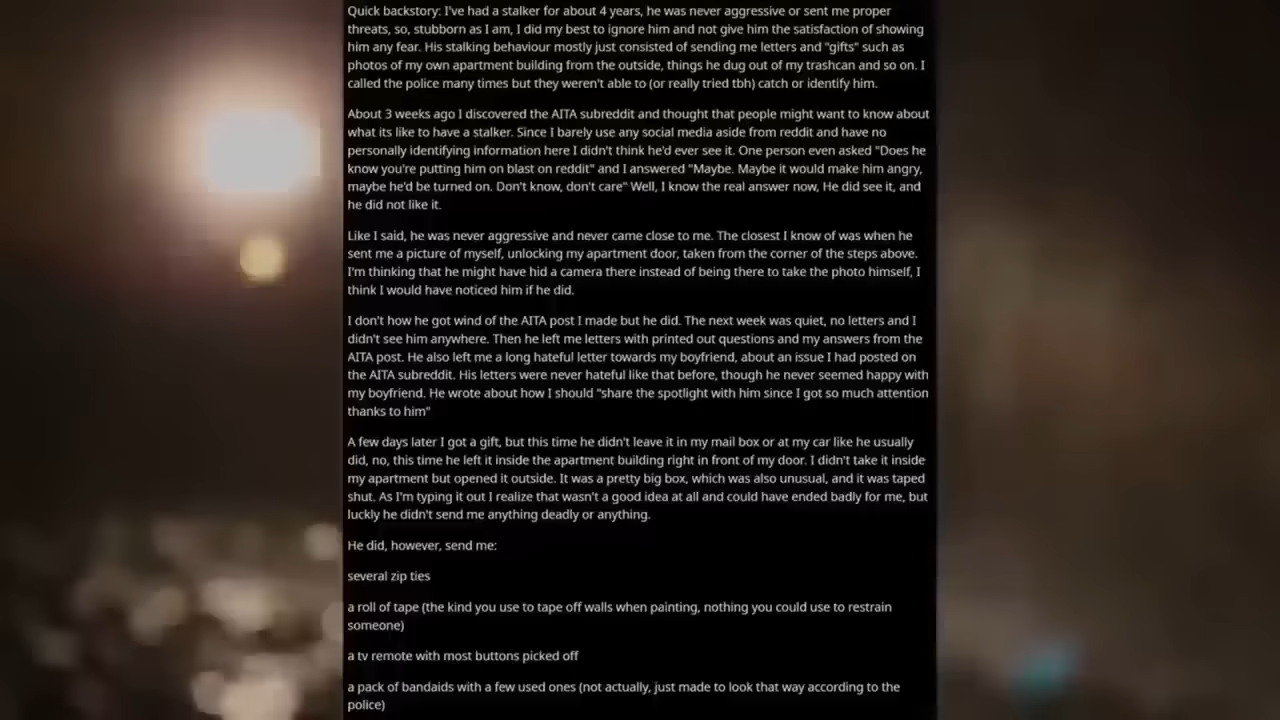 Quick backstory: I've had a stalker for about 4 years, he was never aggressive or sent me proper
threats, so, stubborn as I am, I did my best to ignore him and not give him the satisfaction of showing
him any fear. His stalking behaviour mostly just consisted of sending me letters and "gifts" such as
photos of my own apartment building from the outside, things he dug out of my trashcan and so on. I
called the police many times but they weren't able to (or really tried tbh) catch or identify him.
About 3 weeks ago I discovered the AITA subreddit and thought that people might want to know about
what its like to have a stalker. Since I barely use any social media aside from reddit and have no
personally identifying information here I didn't think he'd ever see it. One person even asked "Does he
know you're putting him on blast on reddit" and I answered "Maybe. Maybe it would make him angry,
maybe he'd be turned on. Don't know, don't care" Well, I know the real answer now, He did see it, and
he did not like it.
Like I said, he was never aggressive and never came close to me. The closest I know of was when he
sent me a picture of myself, unlocking my apartment door, taken from the corner of the steps above.
I'm thinking that he might have hid a camera there instead of being there to take the photo himself, I
think I would have noticed him if he did.
I don't how he got wind of the AITA post I made but he did. The next week was quiet, no letters and I
didn't see him anywhere. Then he left me letters with printed out questions and my answers from the
AITA post. He also left me a long hateful letter towards my boyfriend, about an issue I had posted on
the AITA subreddit. His letters were never hateful like that before, though he never seemed happy with
my boyfriend. He wrote about how I should "share the spotlight with him since I got so much attention
thanks to him"
A few days later I got a gift, but this time he didn't leave it in my mail box or at my car like he usually
did, no, this time he left it inside the apartment building right in front of my door. I didn't take it inside
my apartment but opened it outside. It was a pretty big box, which was also unusual, and it was taped
shut. As I'm typing it out I realize that wasn't a good idea at all and could have ended badly for me, but
luckily he didn't send me anything deadly or anything.
He did, however, send me:
several zip ties
a roll of tape (the kind you use to tape off walls when painting, nothing you could use to restrain
someone)
a tv remote with most buttons picked off
a pack of bandaids with a few used ones (not actually, just made to look that way according to the
police)